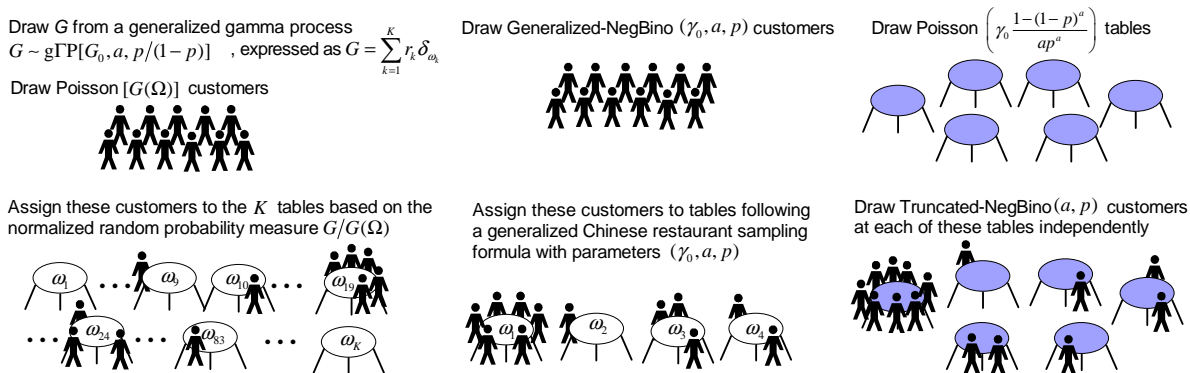 Draw G from a generalized gamma process
G ~ gΓP[G₀, a, p/(1−p)] , expressed as G = ∑_{k=1}^{K} r_k δ_{ω_k}
Draw Poisson [G(Ω)] customers
Assign these customers to the K tables based on the
normalized random probability measure G/G(Ω)
ω₁ ... ω₉ ω₁₀ ... ω₁₉
... ω₂₄ ... ω₈₃ ... ω_K
Draw Generalized-NegBino (γ₀, a, p) customers
Assign these customers to tables following
a generalized Chinese restaurant sampling
formula with parameters (γ₀, a, p)
ω₁ ω₂ ω₃ ω₄
Draw Poisson (γ₀ (1−(1−p)^a)/(ap^a)) tables
Draw Truncated-NegBino(a, p) customers
at each of these tables independently